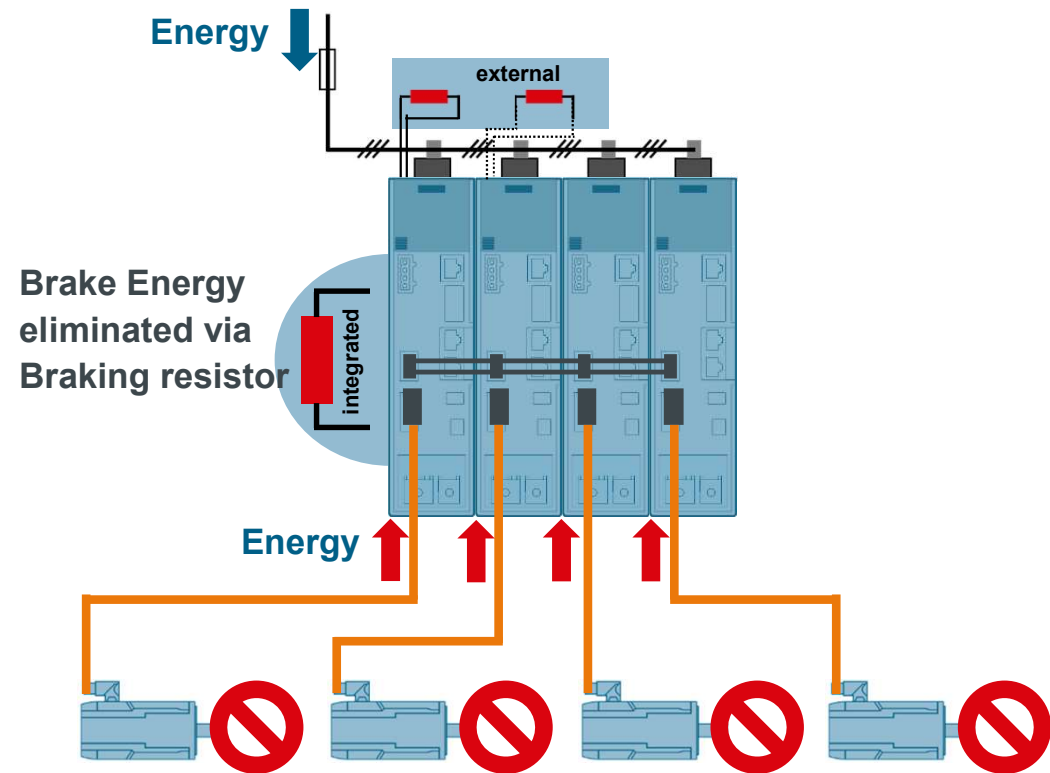 Energy
external
Brake Energy
eliminated via
Braking resistor
integrated
Energy